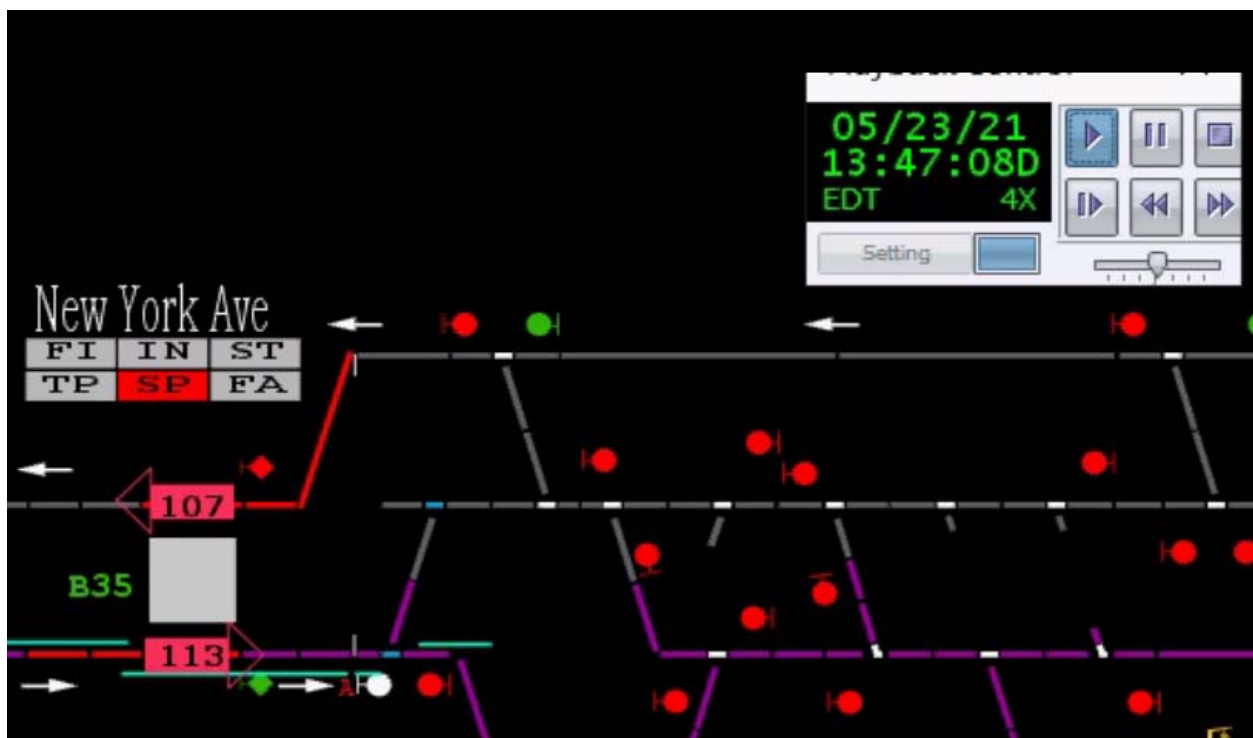 05/23/21
13:47:08D
EDT 4X
Setting
New York Ave
FI IN ST
TP SP FA
107
B35
113
A